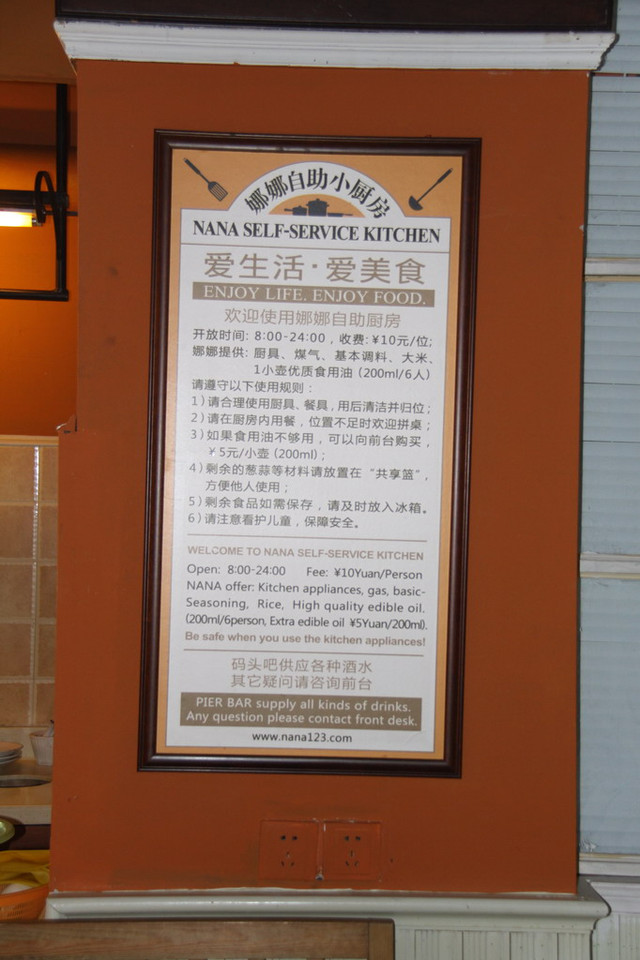 娜娜自助小厨房
NANA SELF-SERVICE KITCHEN
爱生活·爱美食
ENJOY LIFE. ENJOY FOOD.
欢迎使用娜娜自助厨房
开放时间: 8:00-24:00，收费: ¥10元/位;
娜娜提供: 厨具、煤气、基本调料、大米、
1小壶优质食用油 (200ml/6人)
请遵守以下使用规则：
1) 请合理使用厨具、餐具，用后清洁并归位；
2) 请在厨房内用餐，位置不足时欢迎拼桌；
3) 如果食用油不够用，可以向前台购买，
¥5元/小壶 (200ml)；
4) 剩余的葱蒜等材料请放置在“共享篮”，
方便他人使用；
5) 剩余食品如需保存，请及时放入冰箱。
6) 请注意看护儿童，保障安全。
WELCOME TO NANA SELF-SERVICE KITCHEN
Open: 8:00-24:00 Fee: ¥10Yuan/Person
NANA offer: Kitchen appliances, gas, basic-
Seasoning, Rice, High quality edible oil.
(200ml/6person, Extra edible oil ¥5Yuan/200ml).
Be safe when you use the kitchen appliances!
码头吧供应各种酒水
其它疑问请咨询前台
PIER BAR supply all kinds of drinks.
Any question please contact front desk.
www.nana123.com